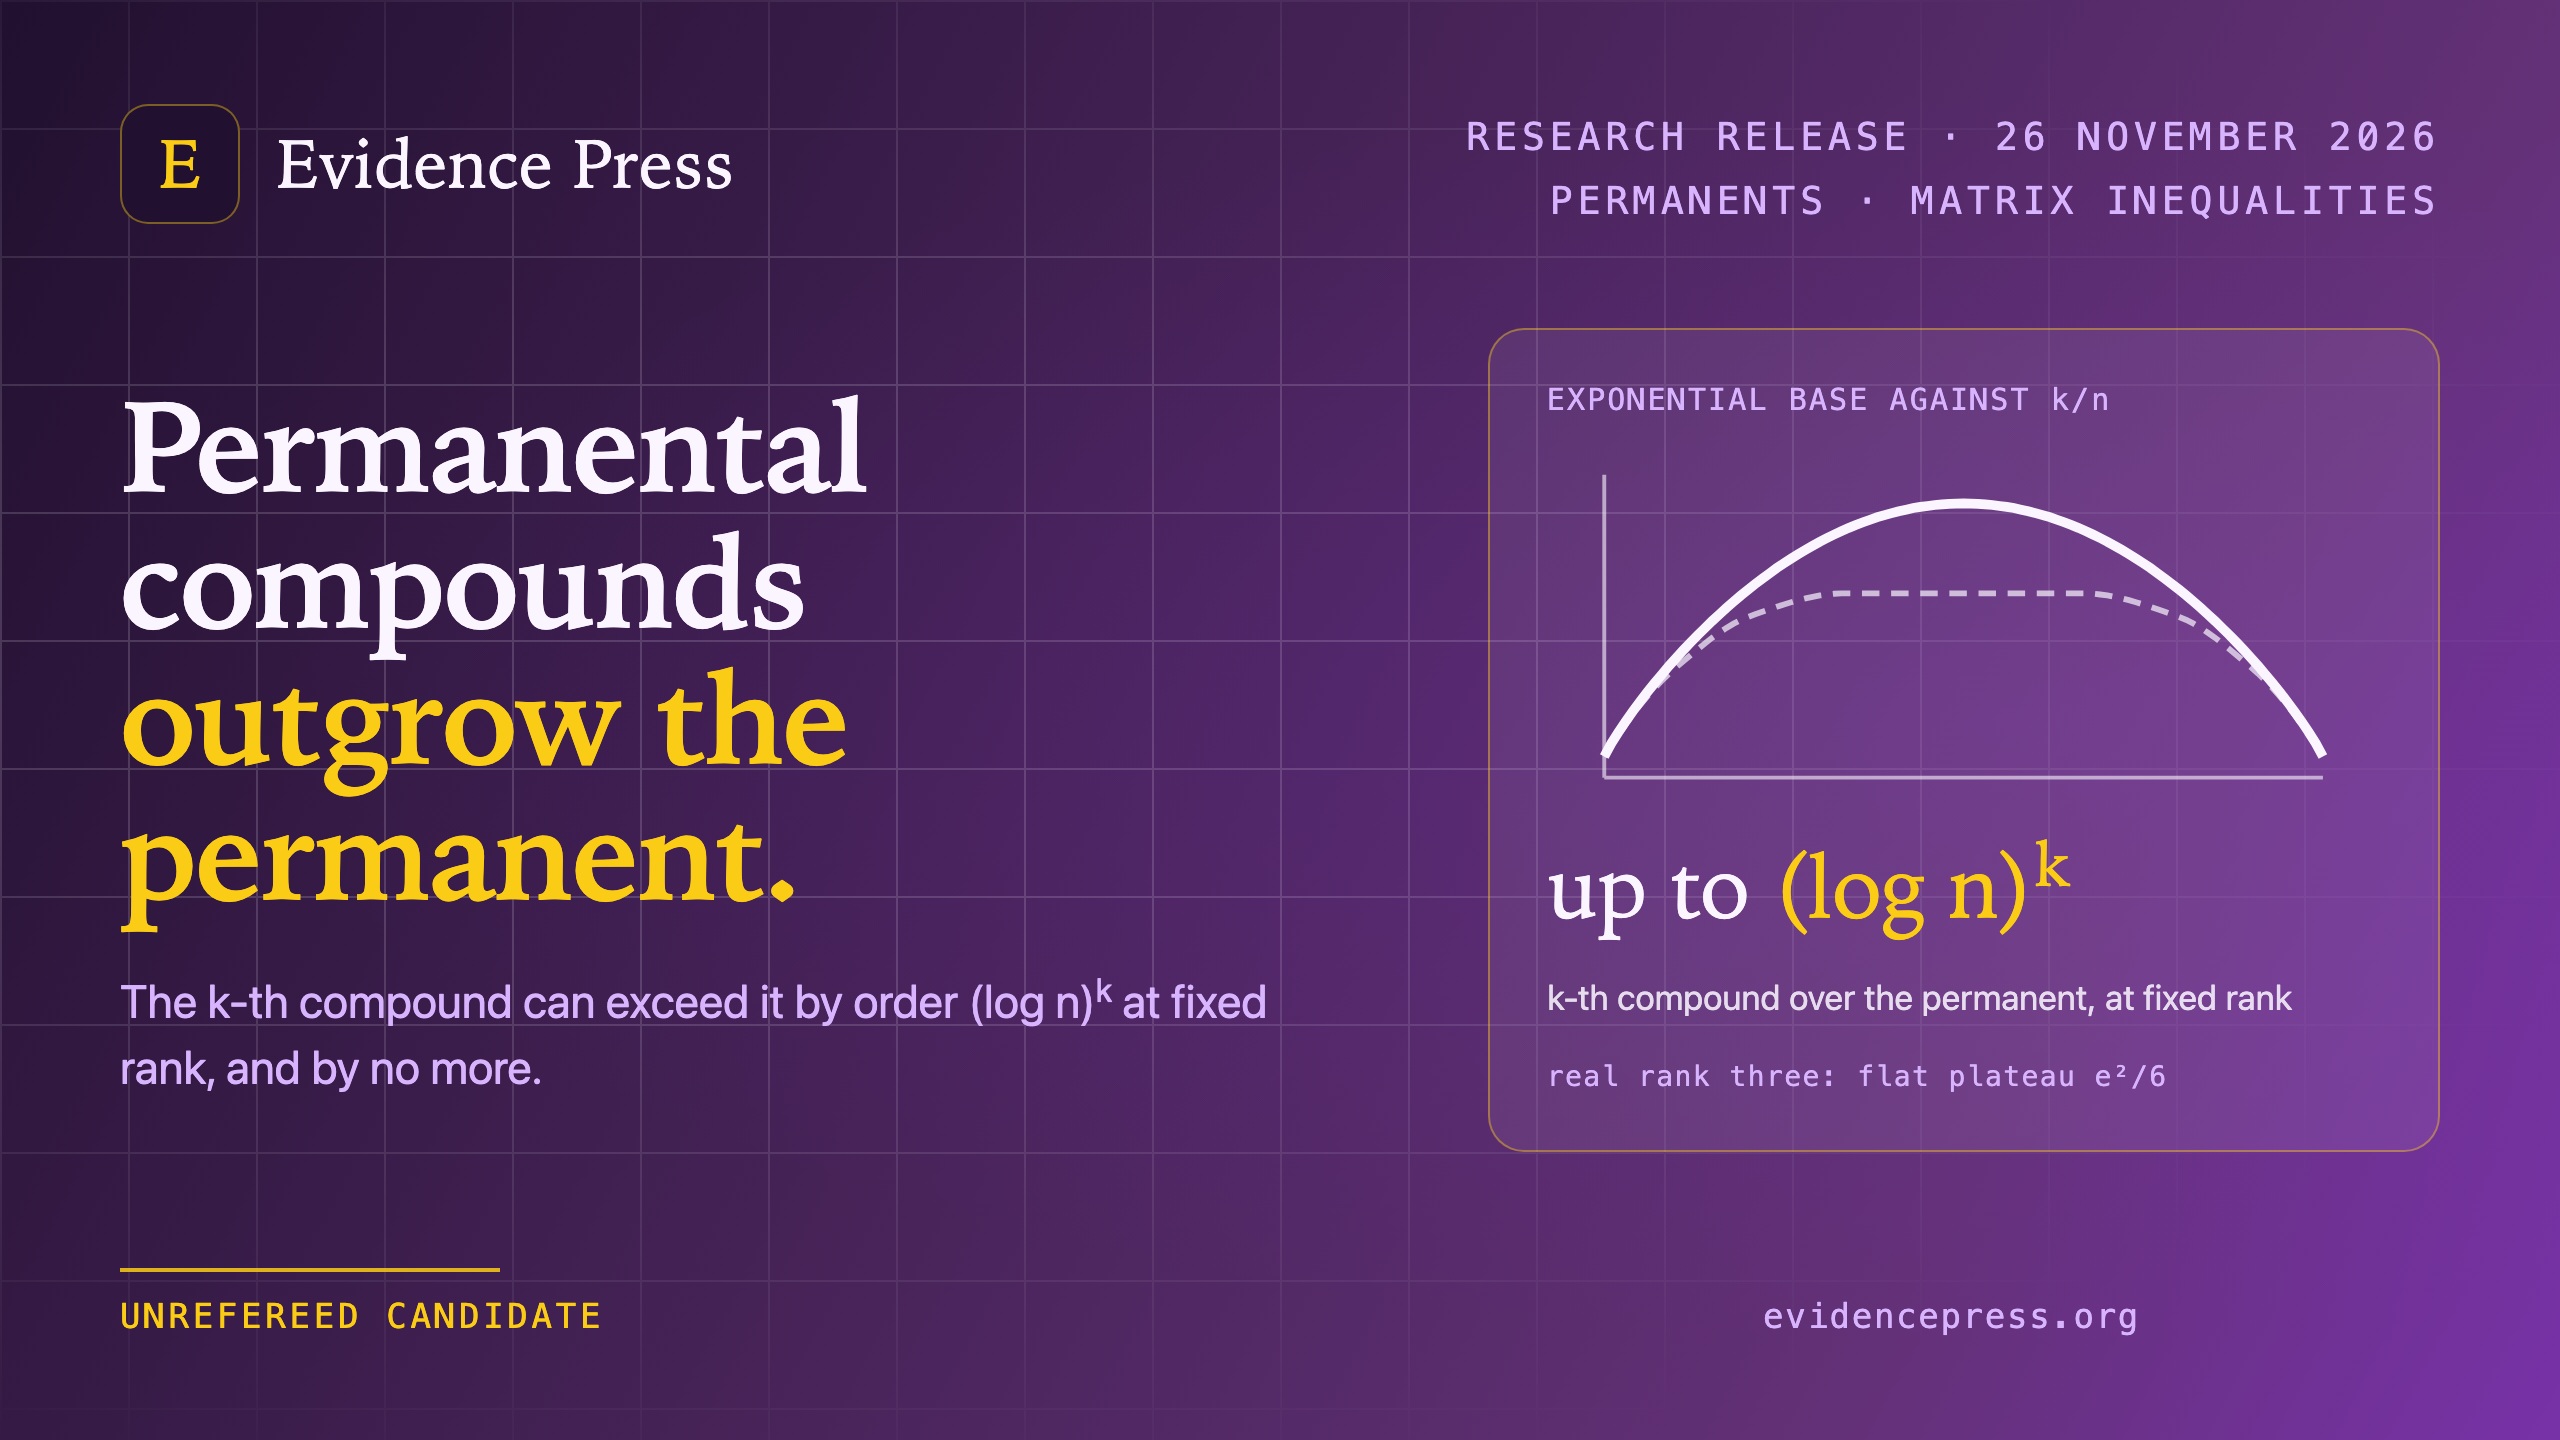 E
Evidence Press
RESEARCH RELEASE · 26 NOVEMBER 2026
PERMANENTS · MATRIX INEQUALITIES
Permanental
compounds
outgrow the
permanent.
The k-th compound can exceed it by order (log n)ᵏ at fixed
rank, and by no more.
EXPONENTIAL BASE AGAINST k/n
up to (log n)ᵏ
k-th compound over the permanent, at fixed rank
real rank three: flat plateau e²/6
UNREFEREED CANDIDATE
evidencepress.org